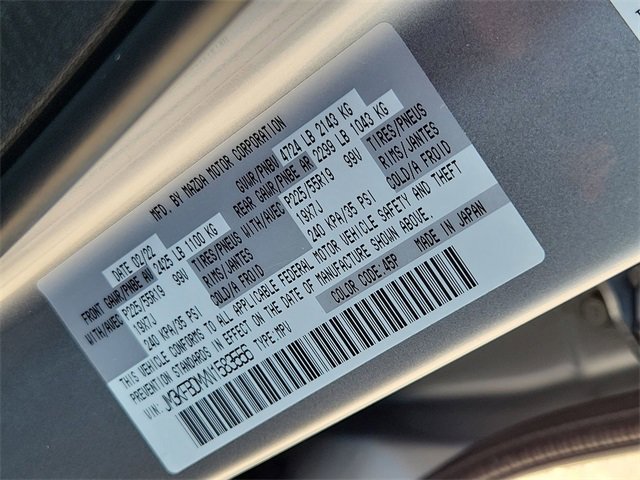 MFD. BY MAZDA MOTOR CORPORATION
DATE 02/22 GVWR/PNBV 4724 LB 2143 KG
FRONT GAWR/PNBE AV 2425 LB 1100 KG REAR GAWR/PNBE AR 2299 LB 1043 KG
WITH/AVEC P225/55R19 99V TIRES/PNEUS WITH/AVEC P225/55R19 99V TIRES/PNEUS
19X7J RIMS/JANTES 19X7J RIMS/JANTES
240 KPA/35 PSI COLD/A FROID 240 KPA/35 PSI COLD/A FROID
THIS VEHICLE CONFORMS TO ALL APPLICABLE FEDERAL MOTOR VEHICLE SAFETY AND THEFT
PREVENTION STANDARDS IN EFFECT ON THE DATE OF MANUFACTURE SHOWN ABOVE.
VIN: TYPE: MPV COLOR CODE: 45P MADE IN JAPAN